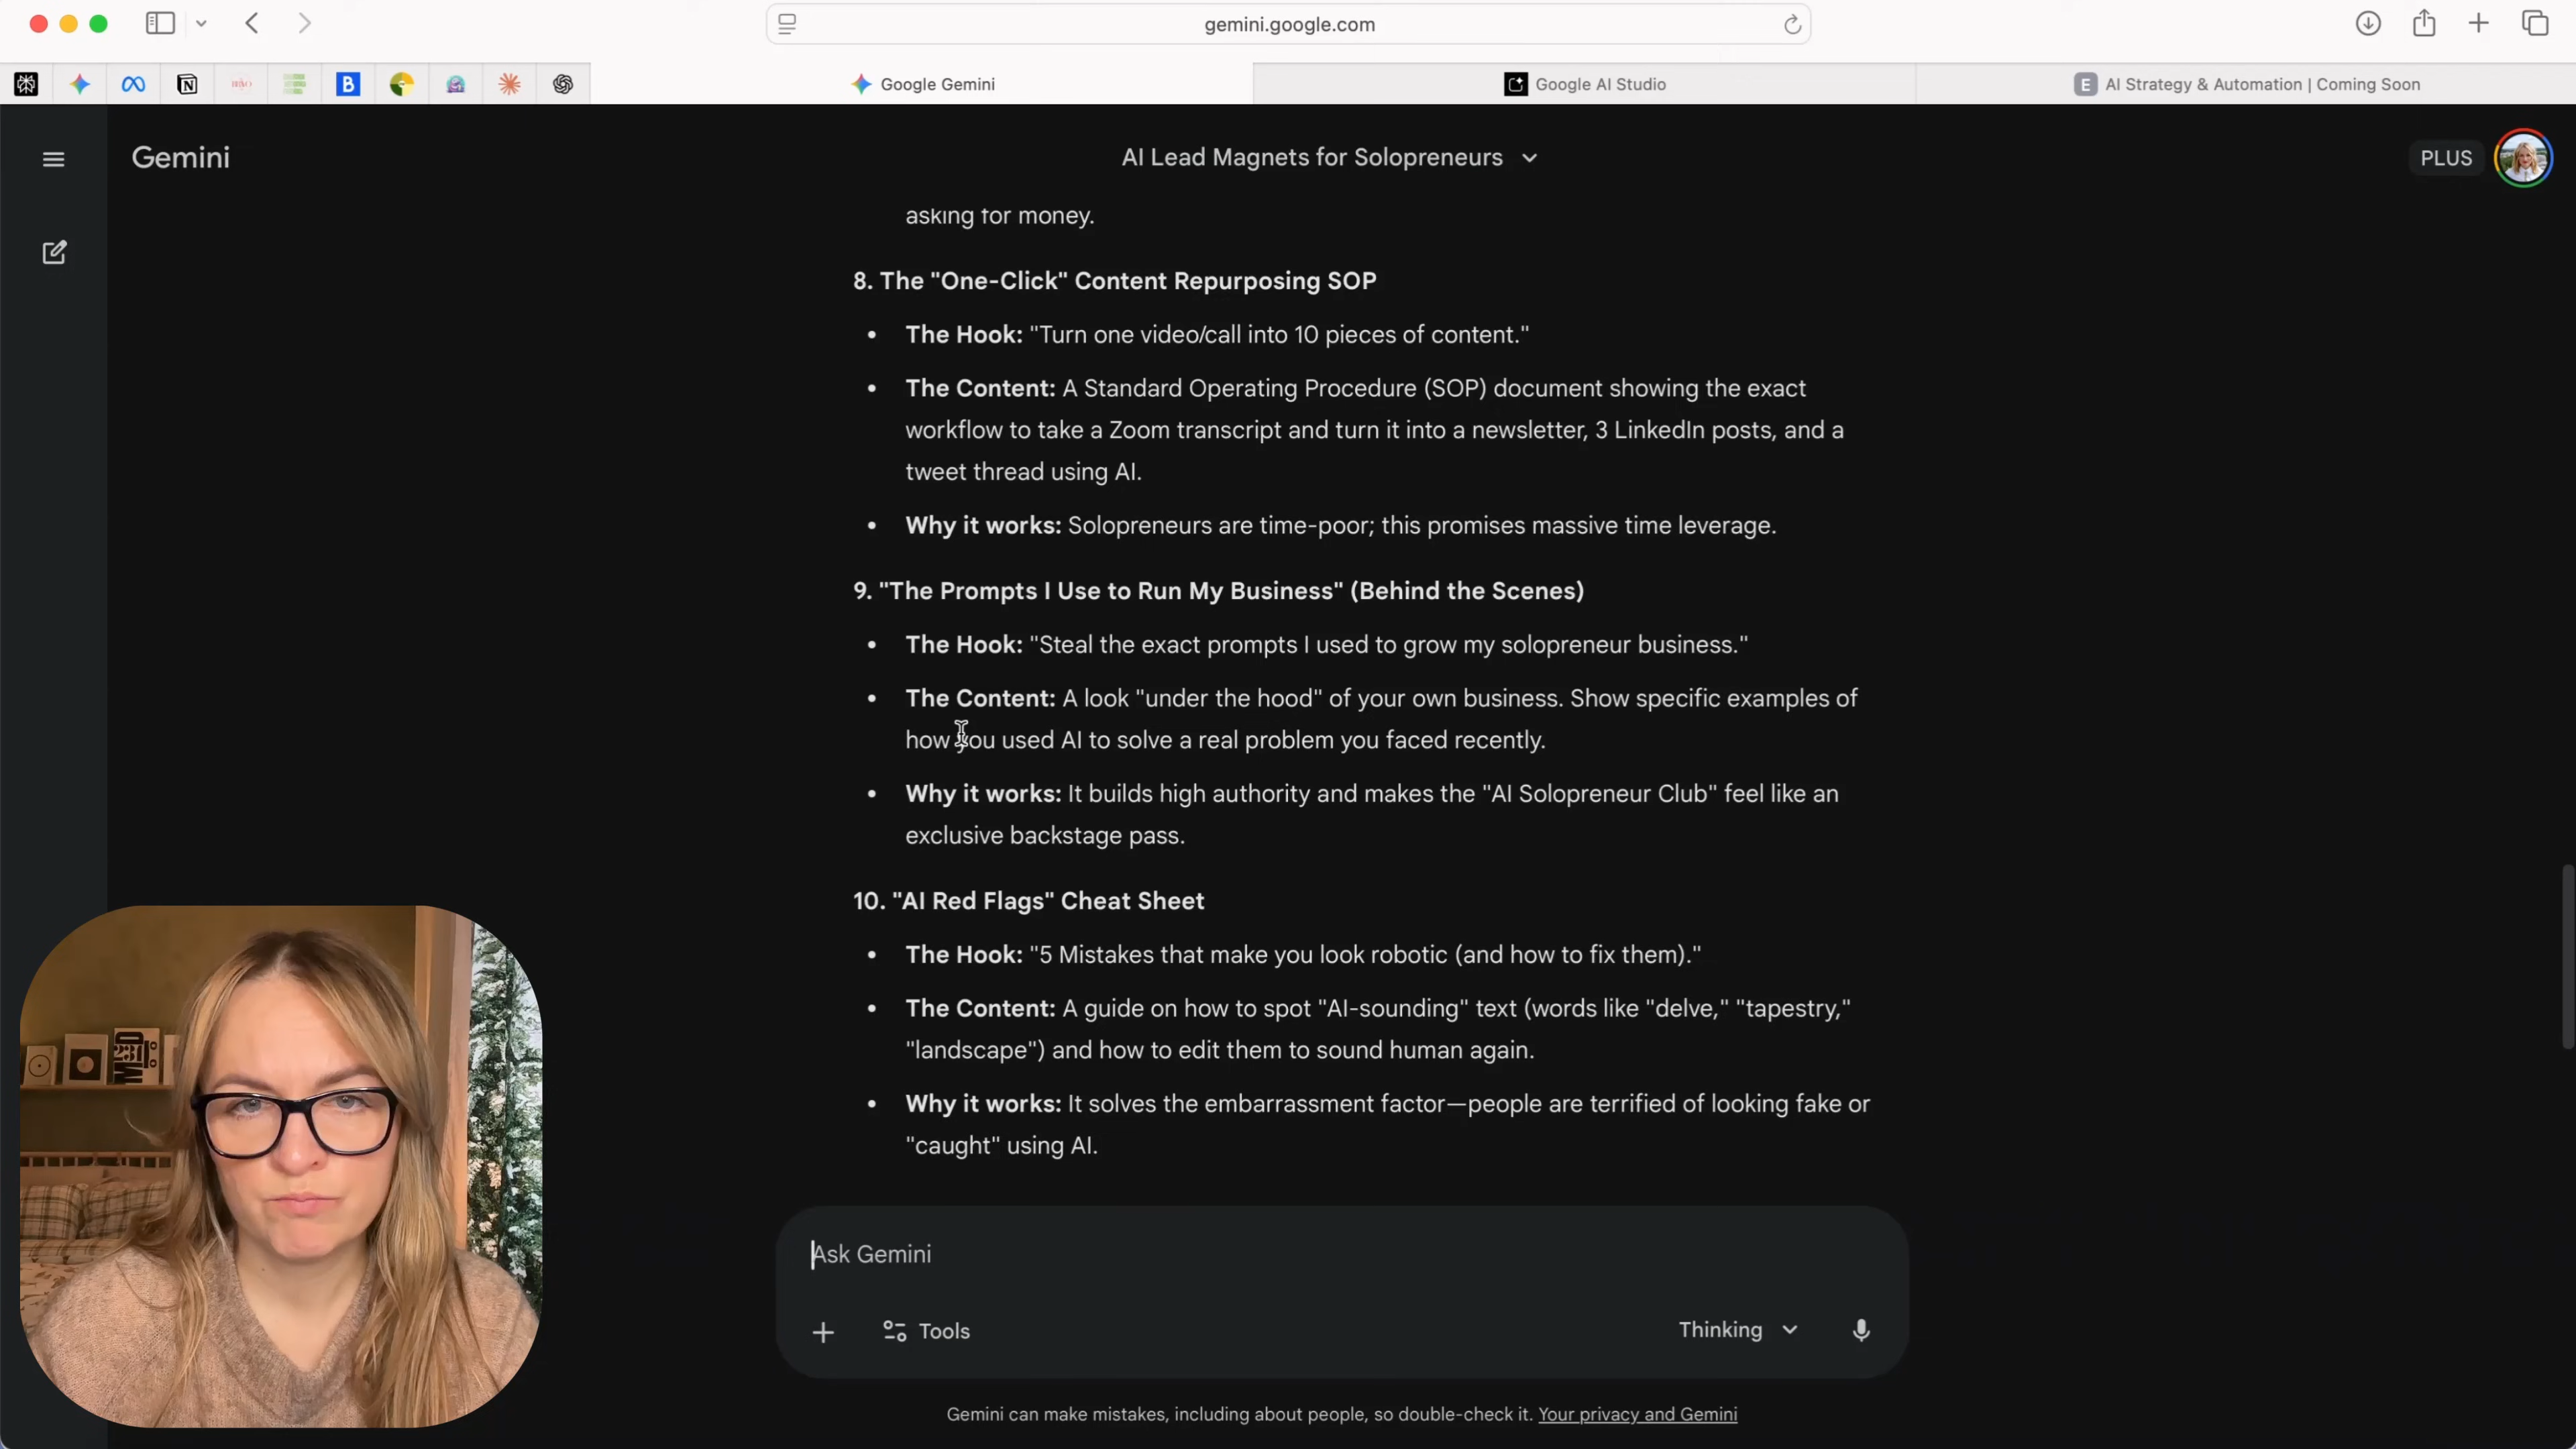 gemini.google.com
Google Gemini
Google AI Studio
E AI Strategy & Automation | Coming Soon
Gemini
AI Lead Magnets for Solopreneurs
PLUS
asking for money.
8. The "One-Click" Content Repurposing SOP
• The Hook: "Turn one video/call into 10 pieces of content."
• The Content: A Standard Operating Procedure (SOP) document showing the exact
workflow to take a Zoom transcript and turn it into a newsletter, 3 LinkedIn posts, and a
tweet thread using AI.
• Why it works: Solopreneurs are time-poor; this promises massive time leverage.
9. "The Prompts I Use to Run My Business" (Behind the Scenes)
• The Hook: "Steal the exact prompts I used to grow my solopreneur business."
• The Content: A look "under the hood" of your own business. Show specific examples of
how you used AI to solve a real problem you faced recently.
• Why it works: It builds high authority and makes the "AI Solopreneur Club" feel like an
exclusive backstage pass.
10. "AI Red Flags" Cheat Sheet
• The Hook: "5 Mistakes that make you look robotic (and how to fix them)."
• The Content: A guide on how to spot "AI-sounding" text (words like "delve," "tapestry,"
"landscape") and how to edit them to sound human again.
• Why it works: It solves the embarrassment factor—people are terrified of looking fake or
"caught" using AI.
Ask Gemini
Tools
Thinking
Gemini can make mistakes, including about people, so double-check it. Your privacy and Gemini